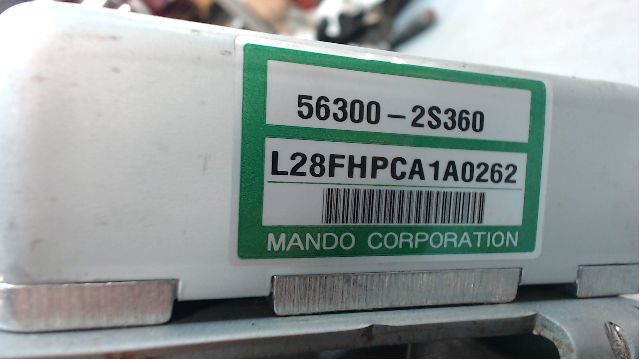 56300-2S360
L28FHPCA1A0262
MANDO CORPORATION